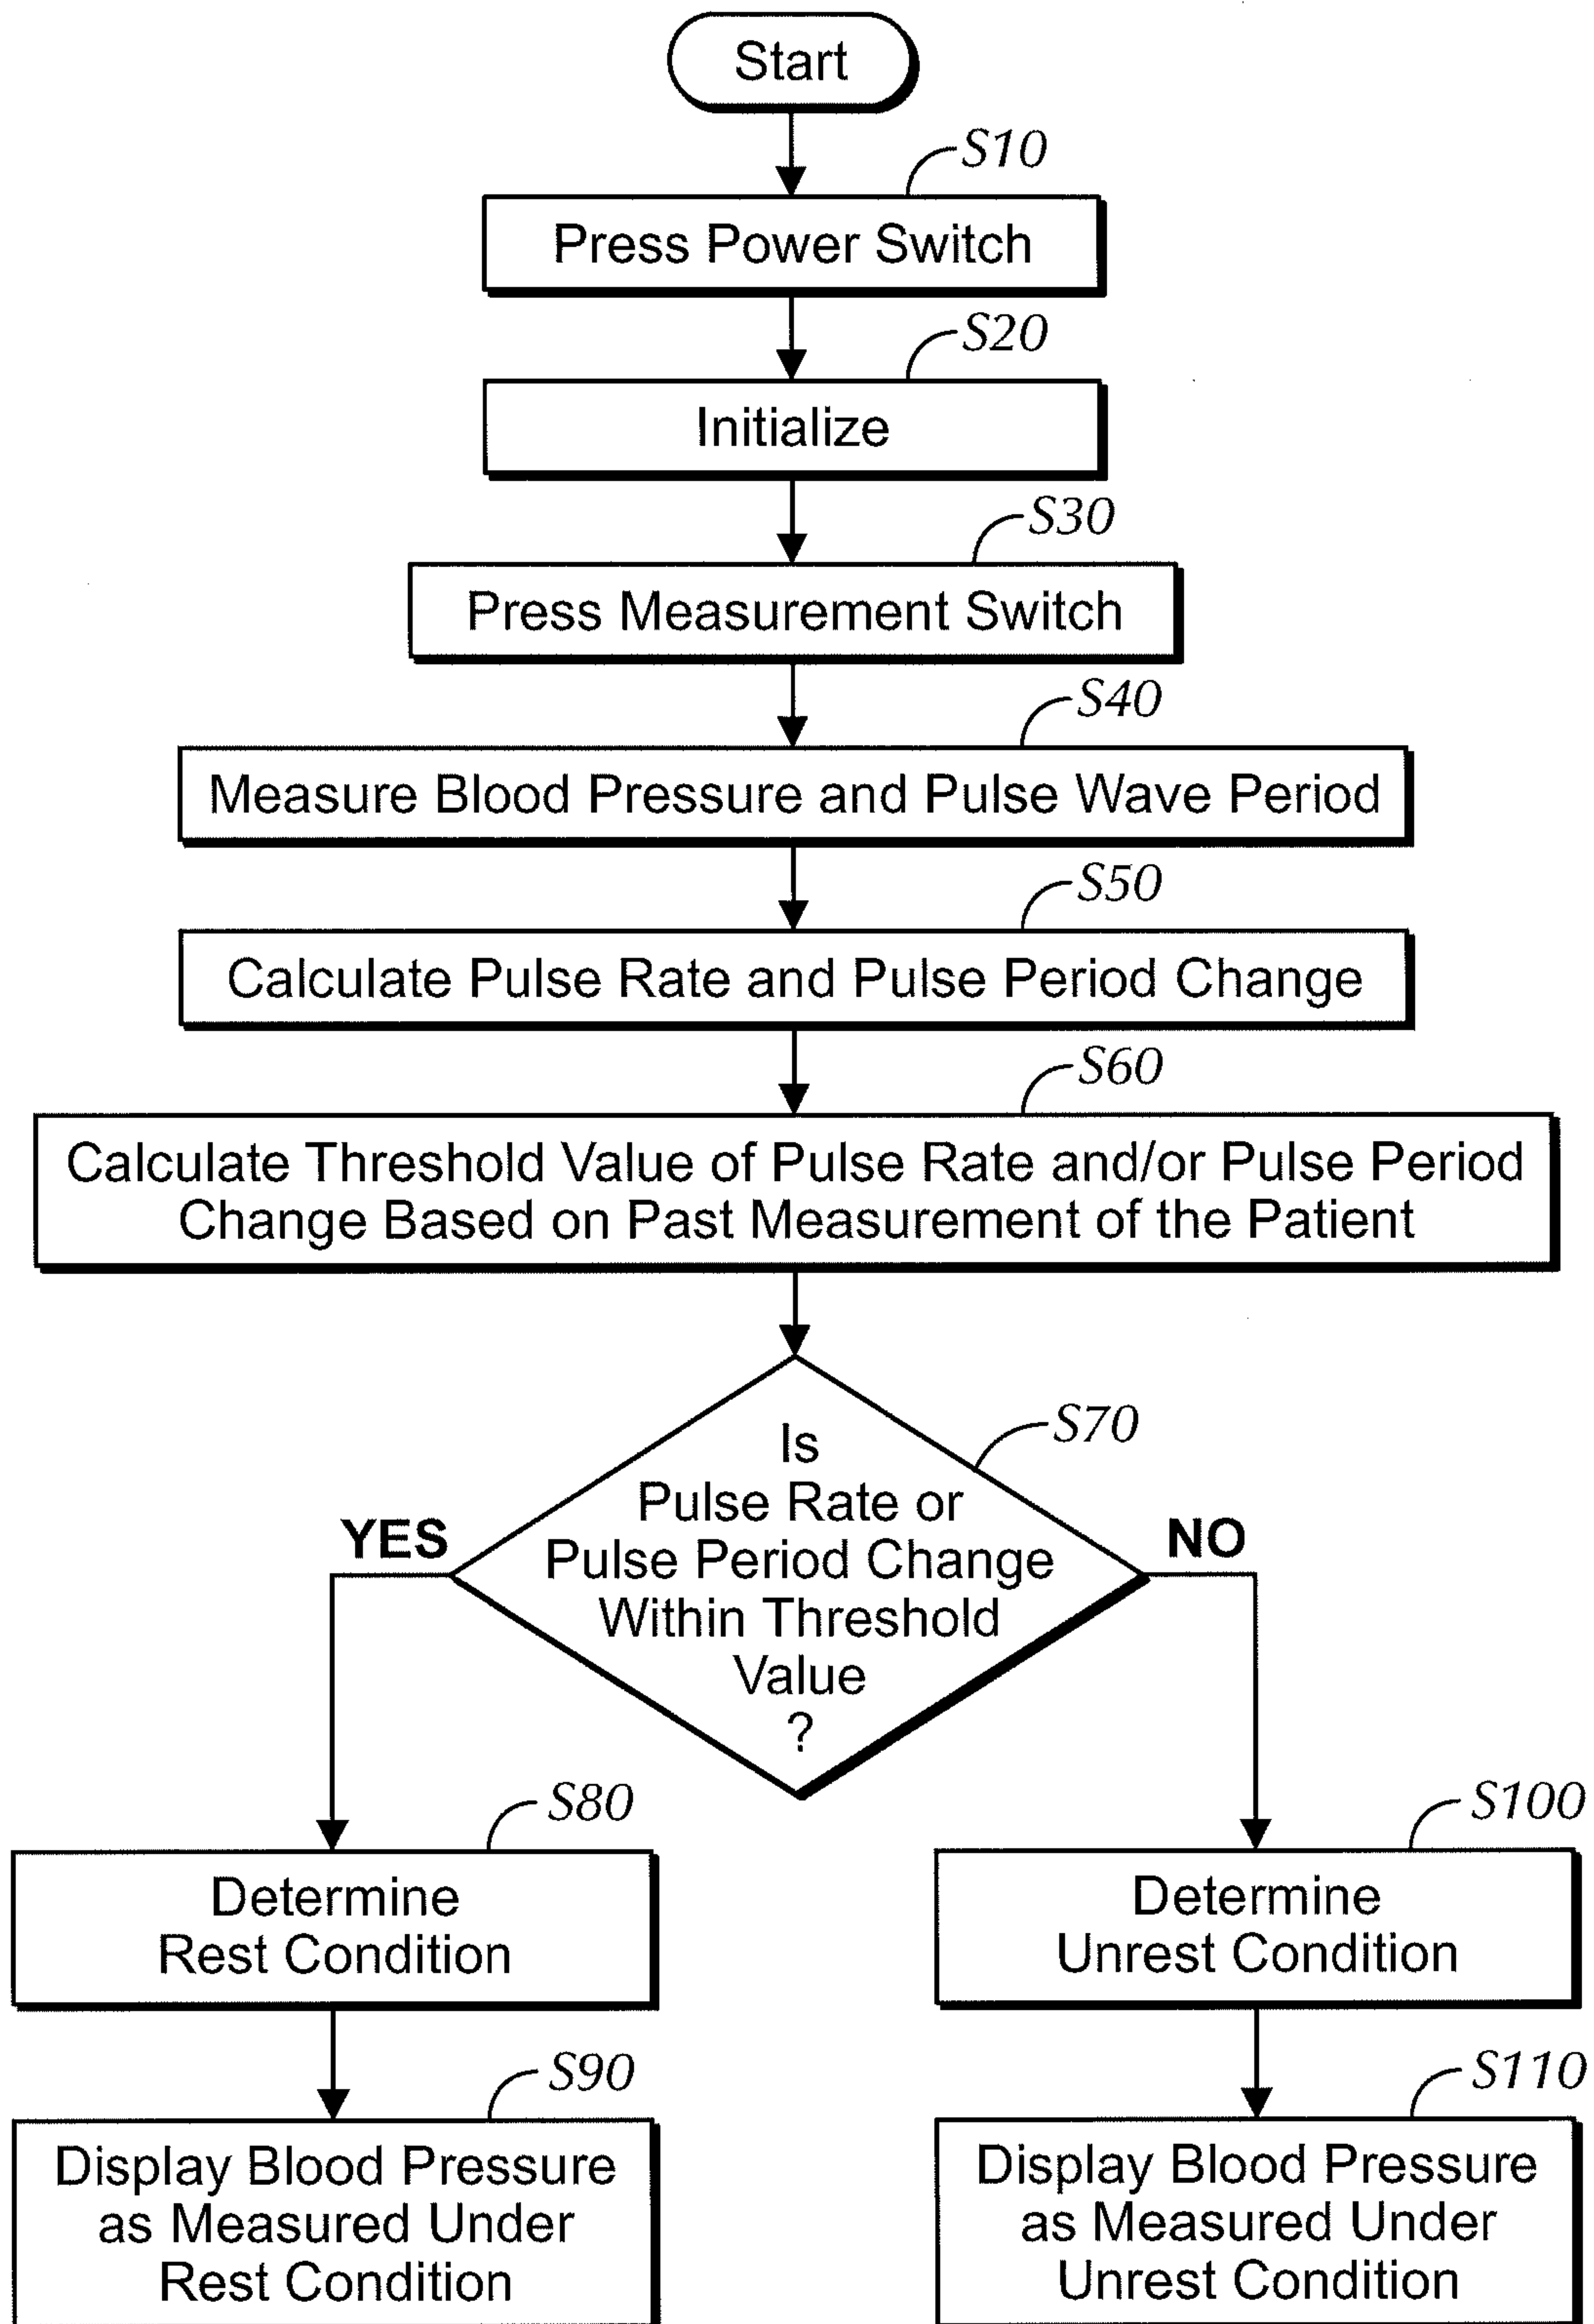 Start
S10
Press Power Switch
S20
Initialize
S30
Press Measurement Switch
S40
Measure Blood Pressure and Pulse Wave Period
S50
Calculate Pulse Rate and Pulse Period Change
S60
Calculate Threshold Value of Pulse Rate and/or Pulse Period
Change Based on Past Measurement of the Patient
S70
Is
Pulse Rate or
Pulse Period Change
Within Threshold
Value
?
YES
NO
S80
Determine
Rest Condition
S100
Determine
Unrest Condition
S90
Display Blood Pressure
as Measured Under
Rest Condition
S110
Display Blood Pressure
as Measured Under
Unrest Condition